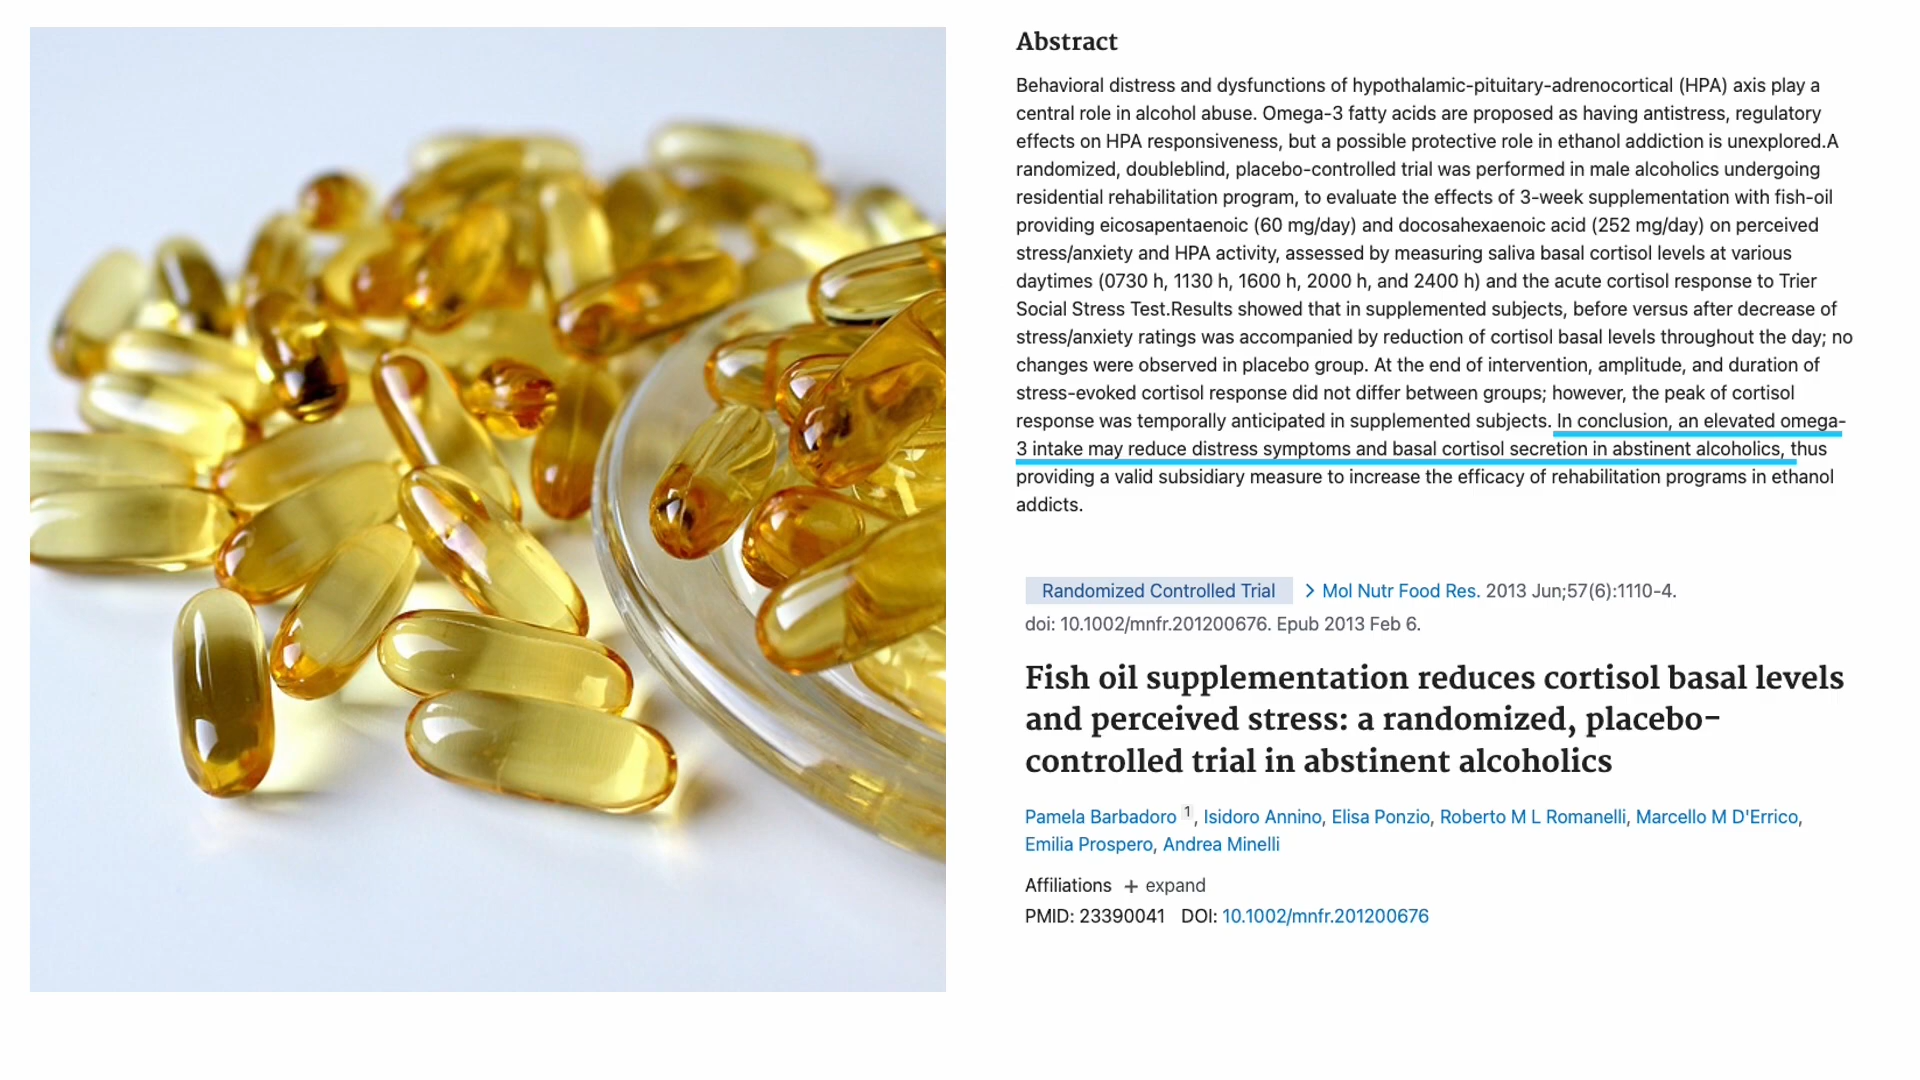 Abstract
Behavioral distress and dysfunctions of hypothalamic-pituitary-adrenocortical (HPA) axis play a
central role in alcohol abuse. Omega-3 fatty acids are proposed as having antistress, regulatory
effects on HPA responsiveness, but a possible protective role in ethanol addiction is unexplored.A
randomized, doubleblind, placebo-controlled trial was performed in male alcoholics undergoing
residential rehabilitation program, to evaluate the effects of 3-week supplementation with fish-oil
providing eicosapentaenoic (60 mg/day) and docosahexaenoic acid (252 mg/day) on perceived
stress/anxiety and HPA activity, assessed by measuring saliva basal cortisol levels at various
daytimes (0730 h, 1130 h, 1600 h, 2000 h, and 2400 h) and the acute cortisol response to Trier
Social Stress Test.Results showed that in supplemented subjects, before versus after decrease of
stress/anxiety ratings was accompanied by reduction of cortisol basal levels throughout the day; no
changes were observed in placebo group. At the end of intervention, amplitude, and duration of
stress-evoked cortisol response did not differ between groups; however, the peak of cortisol
response was temporally anticipated in supplemented subjects. In conclusion, an elevated omega-
3 intake may reduce distress symptoms and basal cortisol secretion in abstinent alcoholics, thus
providing a valid subsidiary measure to increase the efficacy of rehabilitation programs in ethanol
addicts.
Randomized Controlled Trial > Mol Nutr Food Res. 2013 Jun;57(6):1110-4.
doi: 10.1002/mnfr.201200676. Epub 2013 Feb 6.
Fish oil supplementation reduces cortisol basal levels
and perceived stress: a randomized, placebo-
controlled trial in abstinent alcoholics
Pamela Barbadoro 1, Isidoro Annino, Elisa Ponzio, Roberto M L Romanelli, Marcello M D'Errico,
Emilia Prospero, Andrea Minelli
Affiliations + expand
PMID: 23390041 DOI: 10.1002/mnfr.201200676